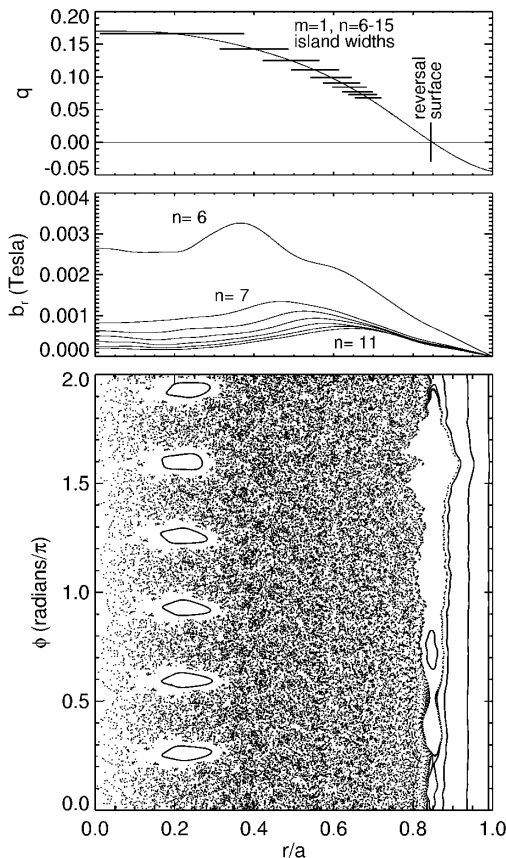 0.20
0.15
0.10
0.05
0.00
-0.05
q
m=1, n=6-15
island widths
reversal
surface
0.004
0.003
0.002
0.001
0.000
b_r (Tesla)
n= 6
n= 7
n= 11
2.0
1.5
1.0
0.5
0.0
ϕ (radians/π)
0.0 0.2 0.4 0.6 0.8 1.0
r/a